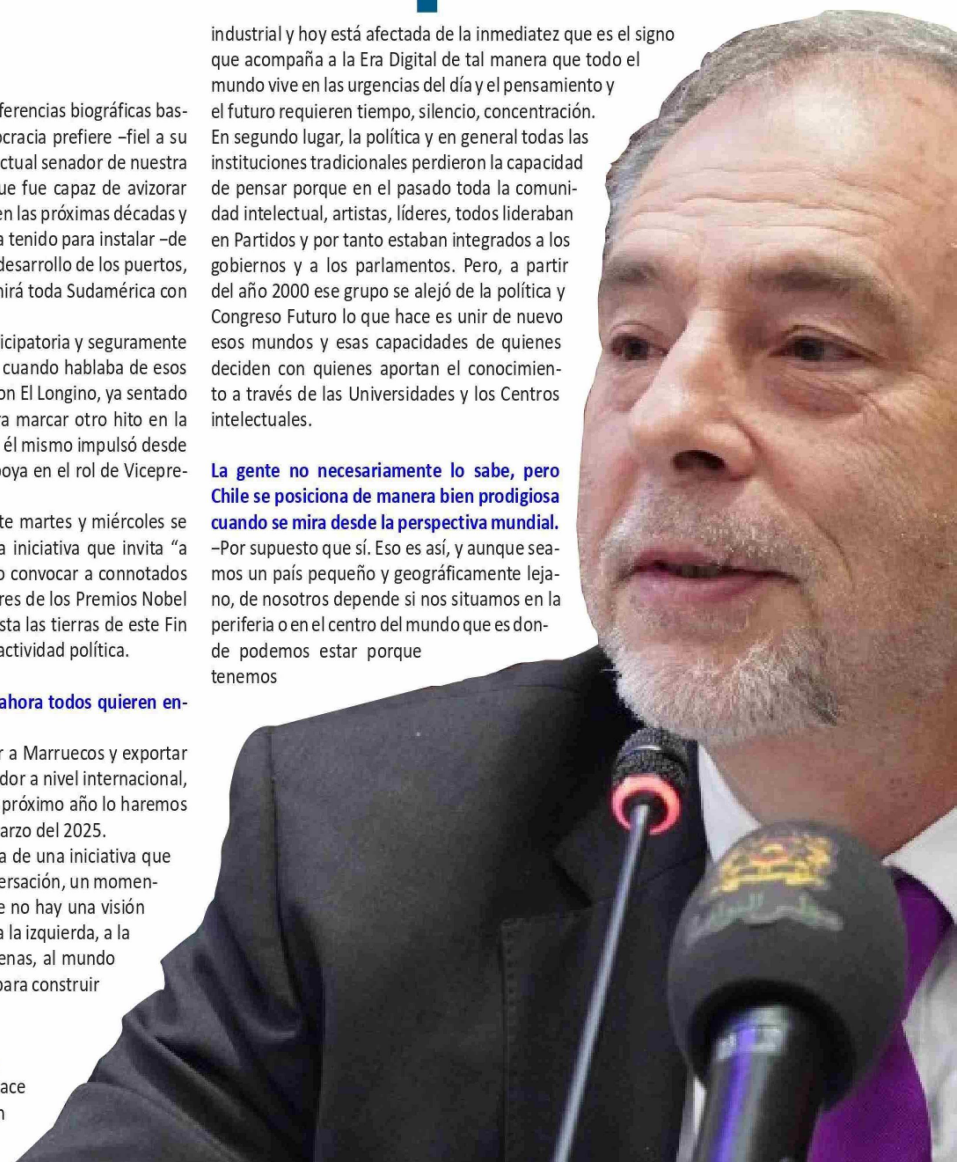 ferencias biográficas bas-
ocracia prefiere –fiel a su
ctual senador de nuestra
ue fue capaz de avizorar
en las próximas décadas y
a tenido para instalar –de
desarrollo de los puertos,
nirá toda Sudamérica con
icipatoria y seguramente
cuando hablaba de esos
on El Longino, ya sentado
ra marcar otro hito en la
él mismo impulsó desde
poya en el rol de Vicepre-
te martes y miércoles se
a iniciativa que invita “a
o convocar a connotados
res de los Premios Nobel
sta las tierras de este Fin
actividad política.
ahora todos quieren en-
r a Marruecos y exportar
dor a nivel internacional,
próximo año lo haremos
arzo del 2025.
a de una iniciativa que
ersación, un momen-
e no hay una visión
a la izquierda, a la
enas, al mundo
para construir
ace
n
industrial y hoy está afectada de la inmediatez que es el signo
que acompaña a la Era Digital de tal manera que todo el
mundo vive en las urgencias del día y el pensamiento y
el futuro requieren tiempo, silencio, concentración.
En segundo lugar, la política y en general todas las
instituciones tradicionales perdieron la capacidad
de pensar porque en el pasado toda la comuni-
dad intelectual, artistas, líderes, todos lideraban
en Partidos y por tanto estaban integrados a los
gobiernos y a los parlamentos. Pero, a partir
del año 2000 ese grupo se alejó de la política y
Congreso Futuro lo que hace es unir de nuevo
esos mundos y esas capacidades de quienes
deciden con quienes aportan el conocimien-
to a través de las Universidades y los Centros
intelectuales.
La gente no necesariamente lo sabe, pero
Chile se posiciona de manera bien prodigiosa
cuando se mira desde la perspectiva mundial.
–Por supuesto que sí. Eso es así, y aunque sea-
mos un país pequeño y geográficamente leja-
no, de nosotros depende si nos situamos en la
periferia o en el centro del mundo que es don-
de podemos estar porque
tenemos